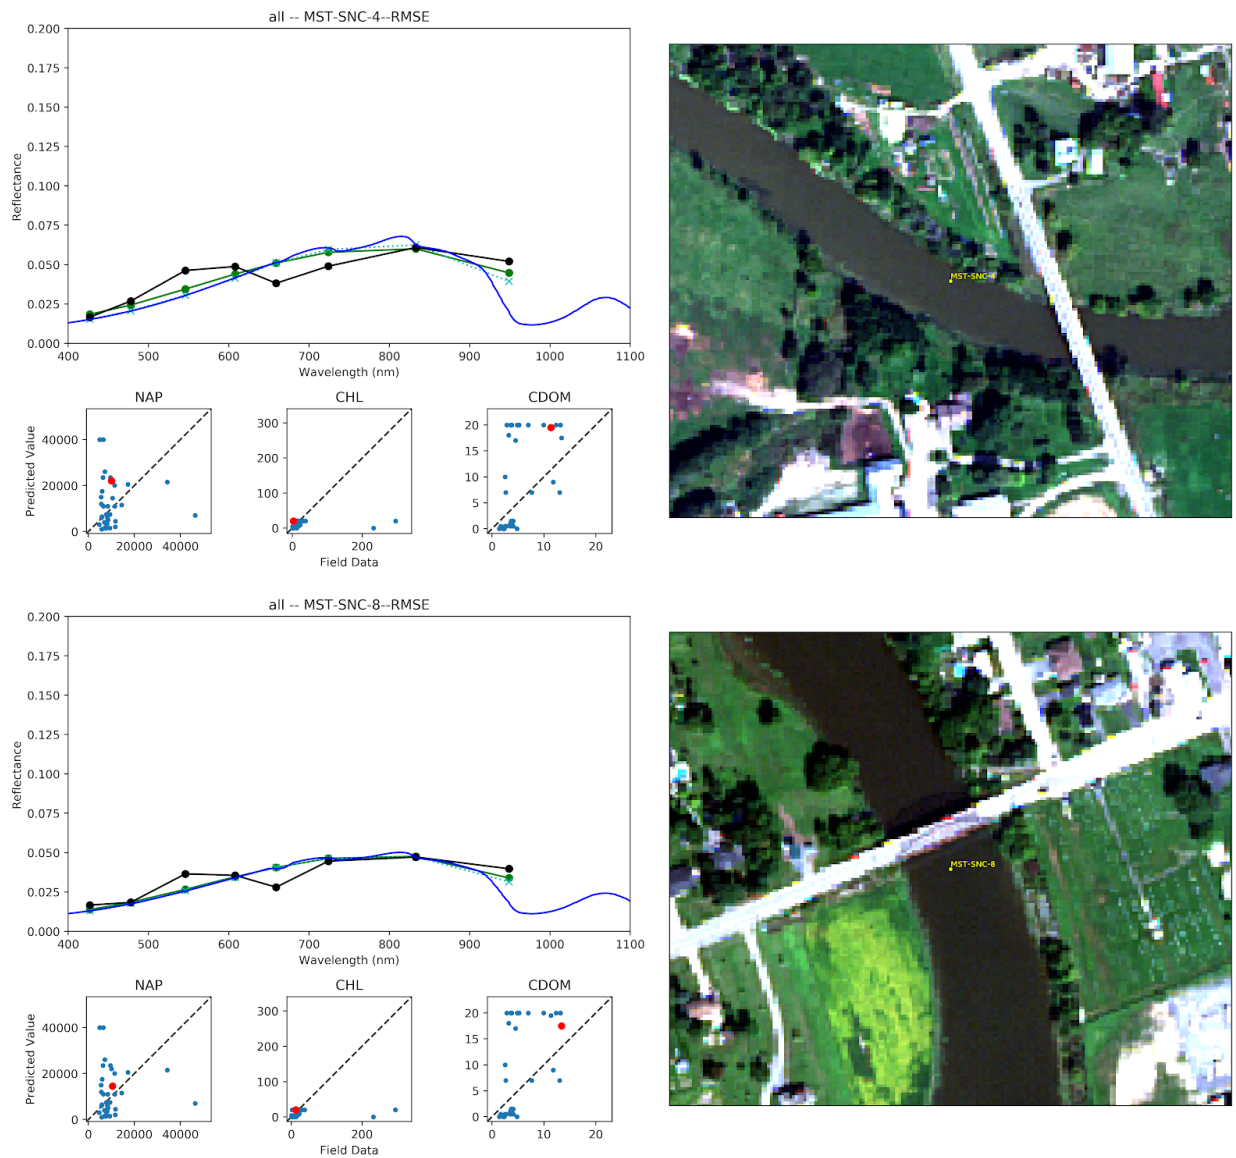 all -- MST-SNC-4--RMSE
0.200
0.175
0.150
0.125
0.100
0.075
0.050
0.025
0.000
Reflectance
400 500 600 700 800 900 1000 1100
Wavelength (nm)
MST-SNC-4
NAP CHL CDOM
Predicted Value
40000
20000
0
0 20000 40000
300
200
100
0
0 200
20
15
10
5
0
0 10 20
Field Data
all -- MST-SNC-8--RMSE
0.200
0.175
0.150
0.125
0.100
0.075
0.050
0.025
0.000
Reflectance
400 500 600 700 800 900 1000 1100
Wavelength (nm)
MST-SNC-8
NAP CHL CDOM
Predicted Value
40000
20000
0
0 20000 40000
300
200
100
0
0 200
20
15
10
5
0
0 10 20
Field Data